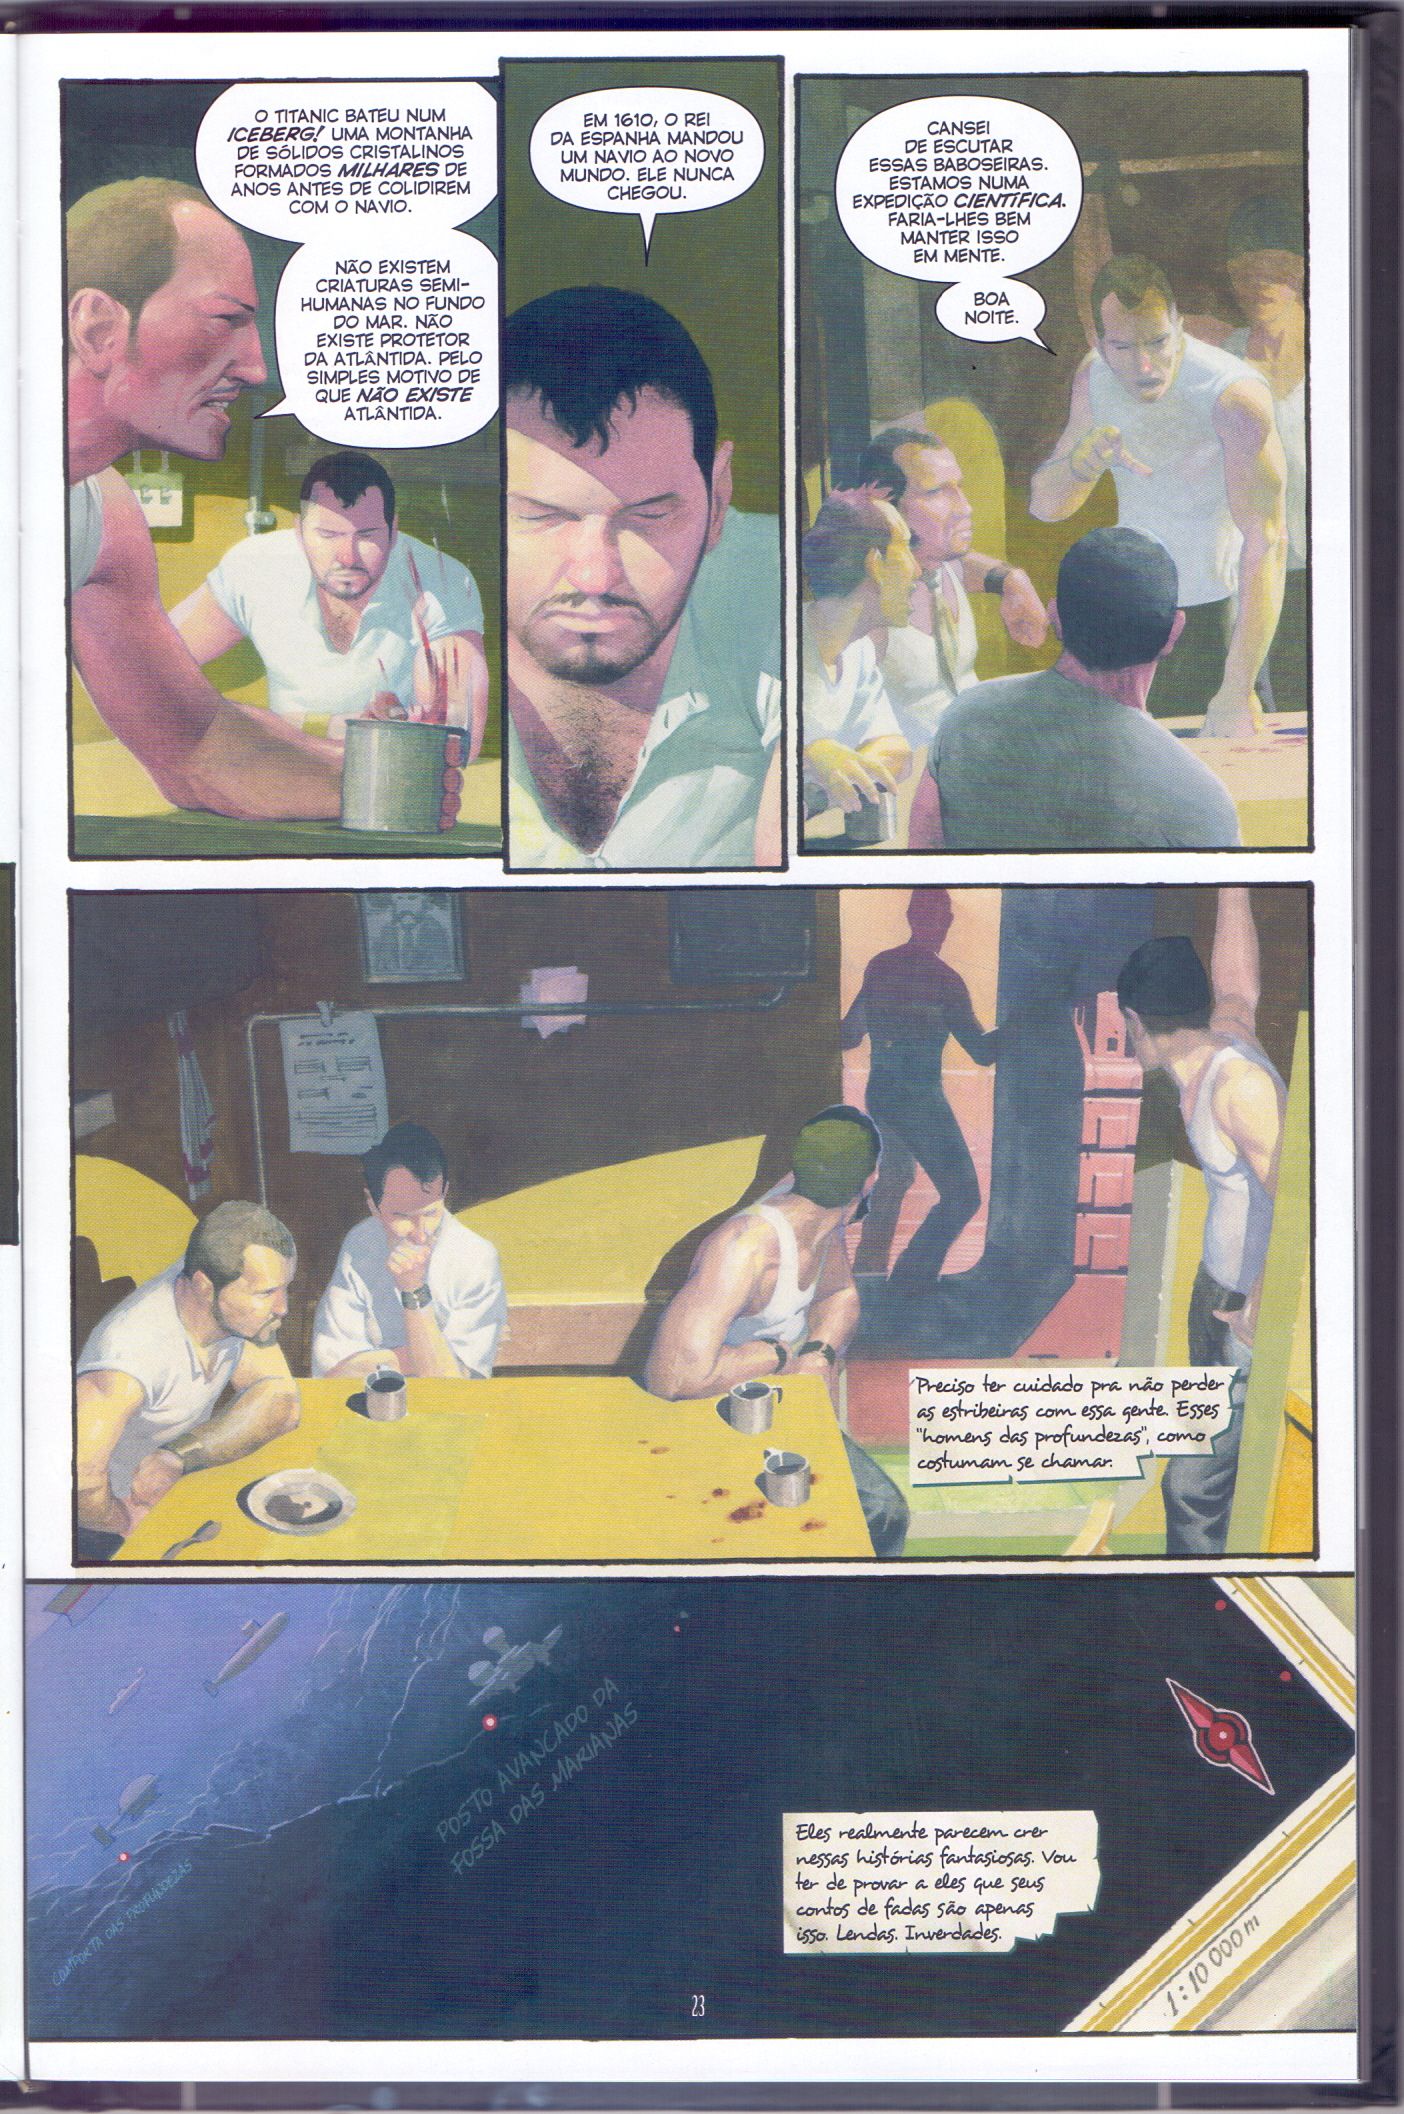 O TITANIC BATEU NUM
ICEBERG! UMA MONTANHA
DE SÓLIDOS CRISTALINOS
FORMADOS MILHARES DE
ANOS ANTES DE COLIDIREM
COM O NAVIO.
NÃO EXISTEM
CRIATURAS SEMI-
HUMANAS NO FUNDO
DO MAR. NÃO
EXISTE PROTETOR
DA ATLÂNTIDA. PELO
SIMPLES MOTIVO DE
QUE NÃO EXISTE
ATLÂNTIDA.
EM 1610, O REI
DA ESPANHA MANDOU
UM NAVIO AO NOVO
MUNDO. ELE NUNCA
CHEGOU.
CANSEI
DE ESCUTAR
ESSAS BABOSEIRAS.
ESTAMOS NUMA
EXPEDIÇÃO CIENTÍFICA.
FARIA-LHES BEM
MANTER ISSO
EM MENTE.
BOA
NOITE.
Preciso ter cuidado pra não perder
as estribeiras com essa gente. Esses
"homens das profundezas", como
costumam se chamar.
POSTO AVANCADO DA
FOSSA DAS MARIANAS
COMPORTA DAS PROFUNDEZAS
Eles realmente parecem crer
nessas histórias fantasiosas. Vou
ter de provar a eles que seus
contos de fadas são apenas
isso. Lendas. Inverdades.
1:10 000m
23